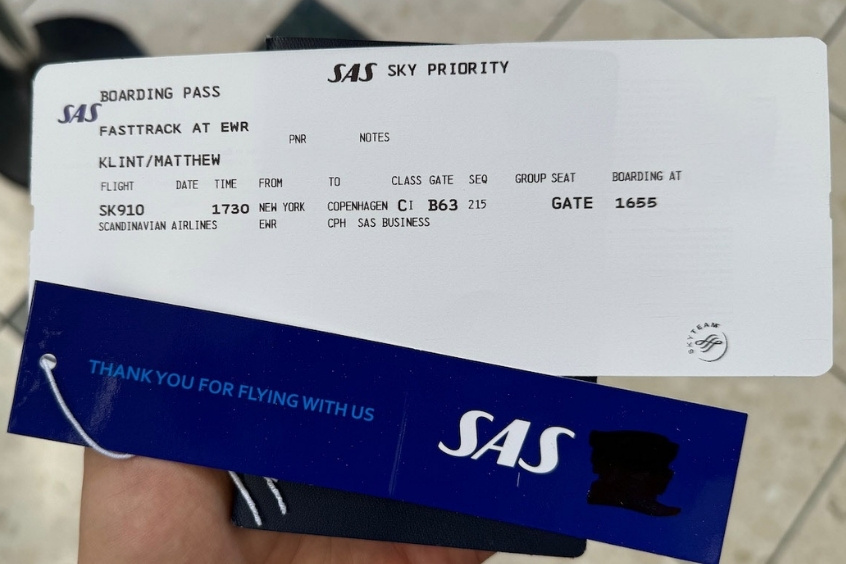 SAS SKY PRIORITY
BOARDING PASS
SAS
FASTTRACK AT EWR
PNR NOTES
KLINT/MATTHEW
FLIGHT DATE TIME FROM TO CLASS GATE SEQ GROUP SEAT BOARDING AT
SK910 1730 NEW YORK COPENHAGEN CI B63 215 GATE 1655
SCANDINAVIAN AIRLINES EWR CPH SAS BUSINESS
SKYTEAM
THANK YOU FOR FLYING WITH US
SAS